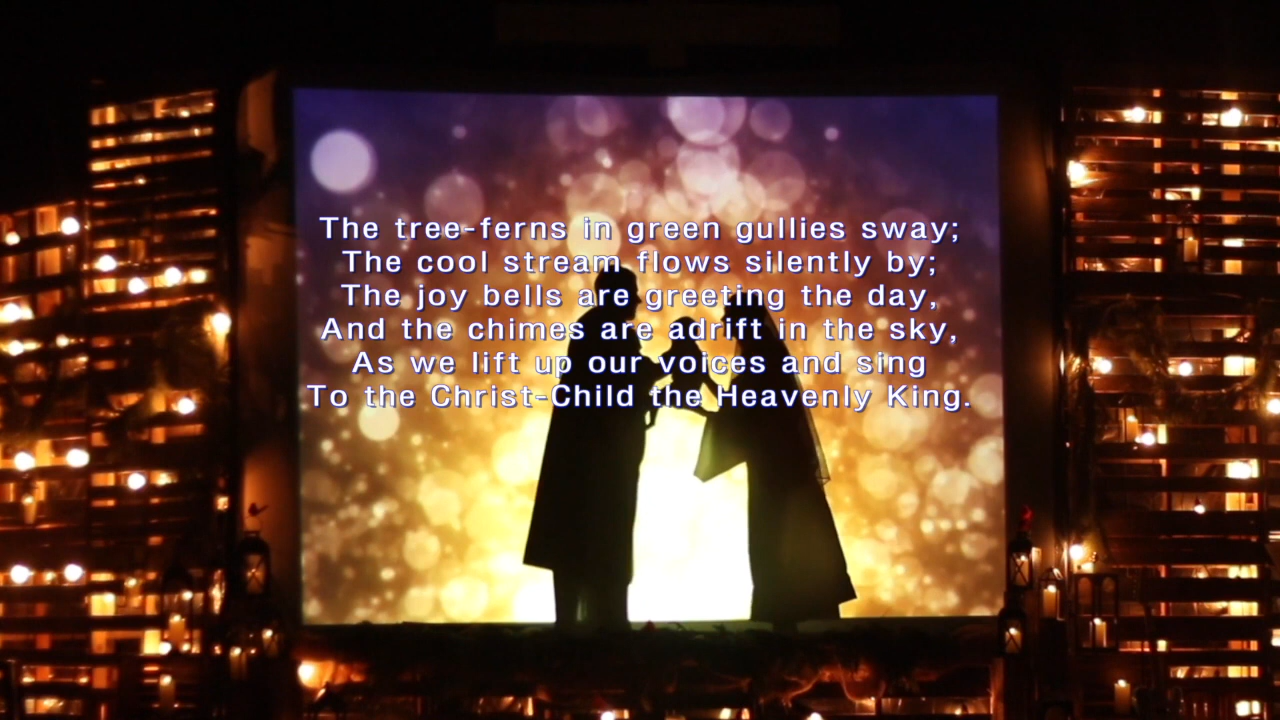 The tree-ferns in green gullies sway;
The cool stream flows silently by;
The joy bells are greeting the day,
And the chimes are adrift in the sky,
As we lift up our voices and sing
To the Christ-Child the Heavenly King.